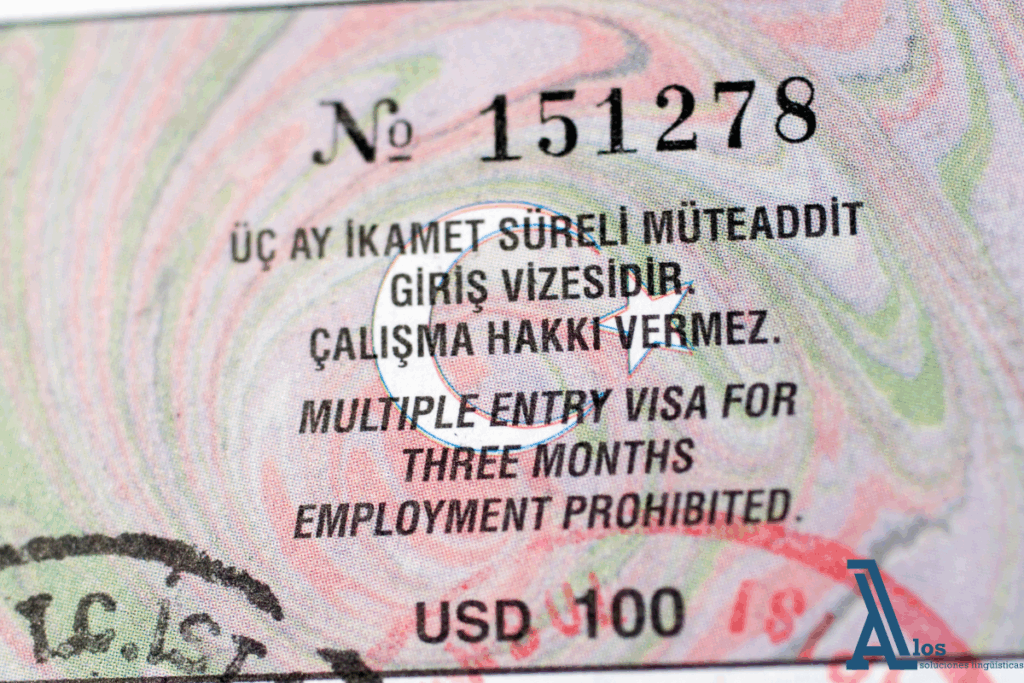 № 151278
ÜÇ AY İKAMET SÜRELİ MÜTEADDİT
GİRİŞ VİZESİDİR.
ÇALIŞMA HAKKI VERMEZ.
MULTIPLE ENTRY VISA FOR
THREE MONTHS
EMPLOYMENT PROHIBITED.
USD 100
Alos
soluciones lingüísticas